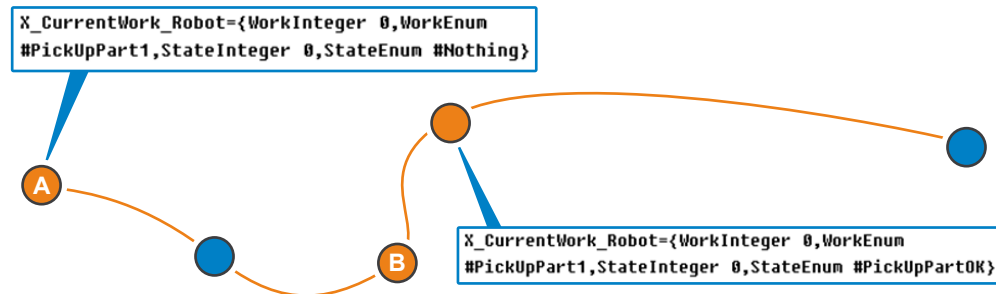 X_CurrentWork_Robot={WorkInteger 0,WorkEnum
#PickUpPart1,StateInteger 0,StateEnum #Nothing}
A
B
X_CurrentWork_Robot={WorkInteger 0,WorkEnum
#PickUpPart1,StateInteger 0,StateEnum #PickUpPartOK}